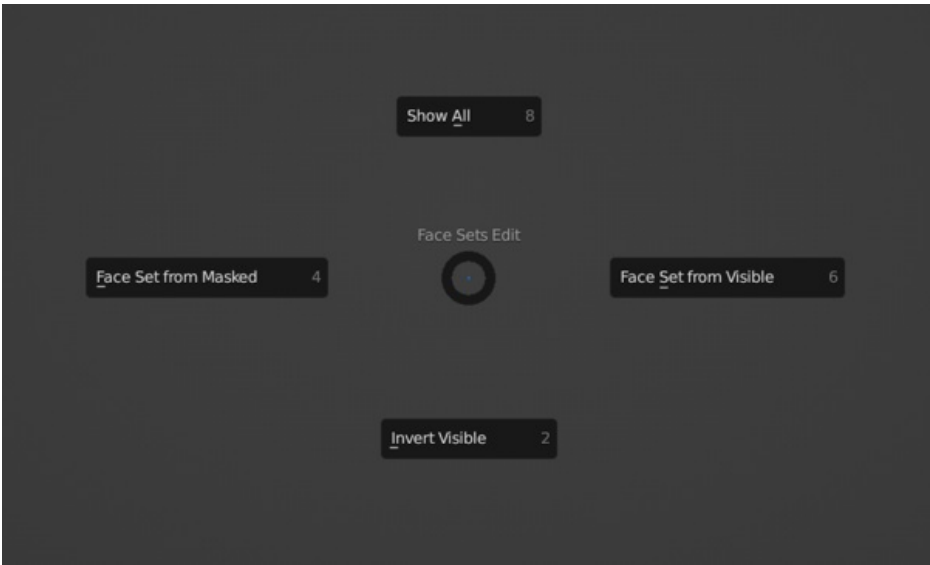 Show All 8
Face Sets Edit
Face Set from Masked 4
Face Set from Visible 6
Invert Visible 2